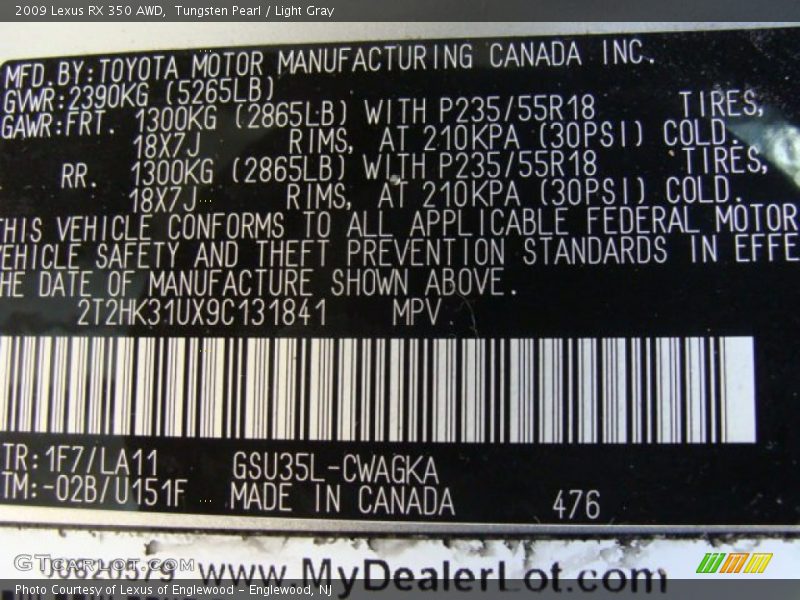 2009 Lexus RX 350 AWD,  Tungsten Pearl / Light Gray
MFD.BY:TOYOTA MOTOR MANUFACTURING CANADA INC.
GVWR:2390KG (5265LB)
GAWR:FRT. 1300KG (2865LB) WITH P235/55R18 TIRES,
18X7J RIMS, AT 210KPA (30PSI) COLD.
RR. 1300KG (2865LB) WITH P235/55R18 TIRES,
18X7J RIMS, AT 210KPA (30PSI) COLD.
THIS VEHICLE CONFORMS TO ALL APPLICABLE FEDERAL MOTOR
VEHICLE SAFETY AND THEFT PREVENTION STANDARDS IN EFFE
HE DATE OF MANUFACTURE SHOWN ABOVE.
2T2HK31UX9C131841 MPV
TR:1F7/LA11 GSU35L-CWAGKA
TM:-02B/U151F MADE IN CANADA 476
GTCarlot.com
www.MyDealerLot.com
Photo Courtesy of Lexus of Englewood - Englewood, NJ